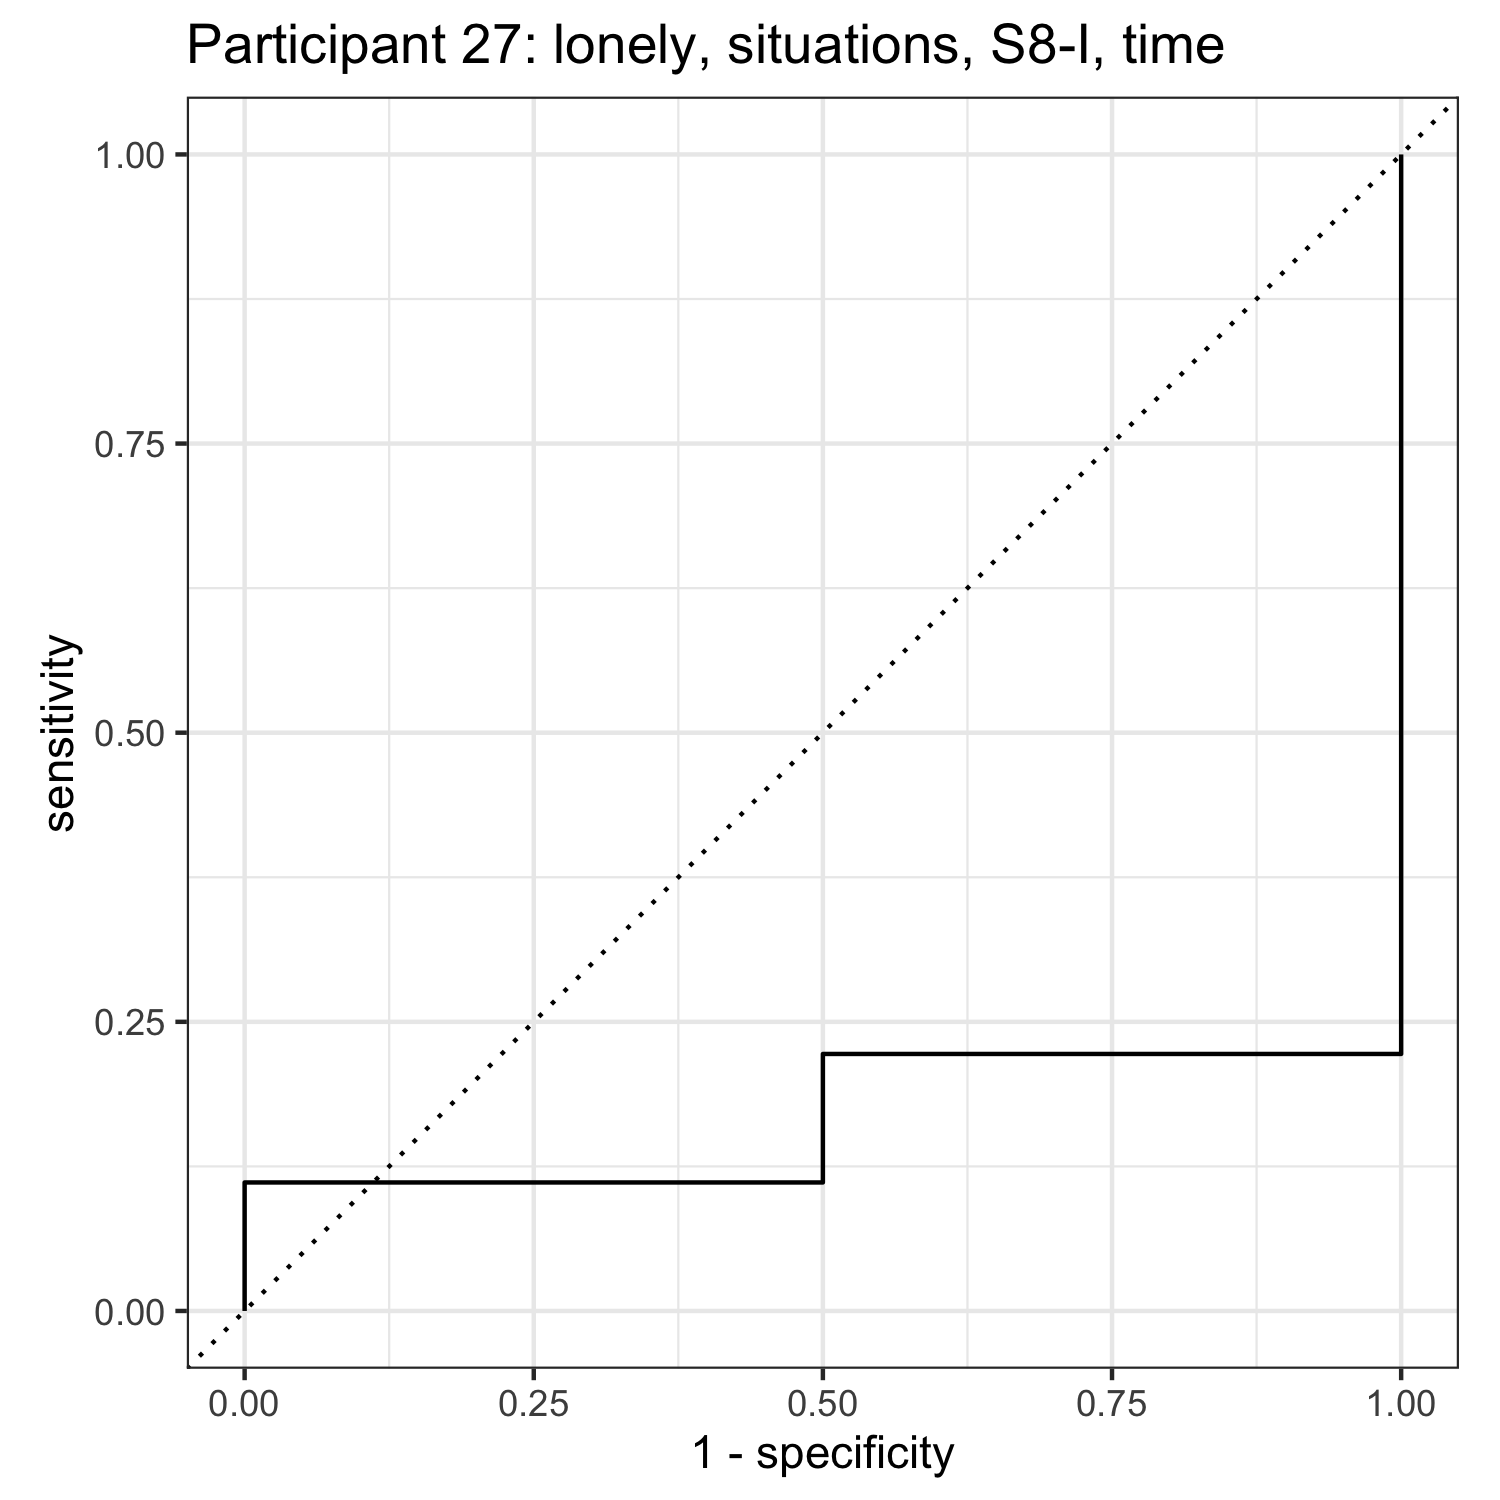 Participant 27: lonely, situations, S8-I, time
1.00
0.75
0.50
0.25
0.00
sensitivity
0.00 0.25 0.50 0.75 1.00
1 - specificity